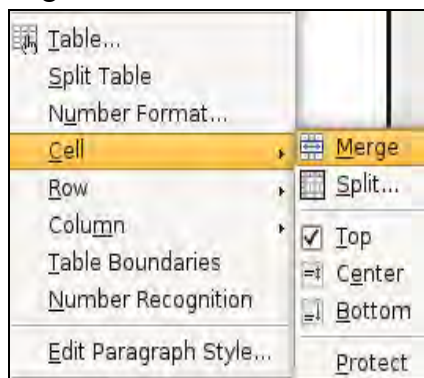 Table...
Split Table
Number Format...
Cell
Row
Column
Table Boundaries
Number Recognition
Edit Paragraph Style...
Merge
Split...
Top
Center
Bottom
Protect